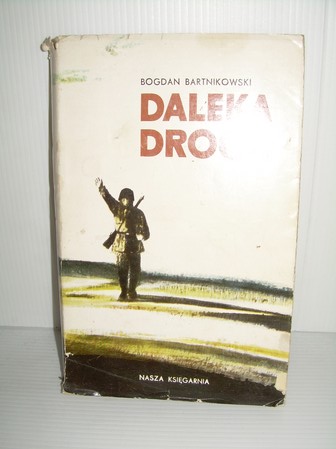 BOGDAN BARTNIKOWSKI
DALEKA
DROG
NASZA KSIĘGARNIA